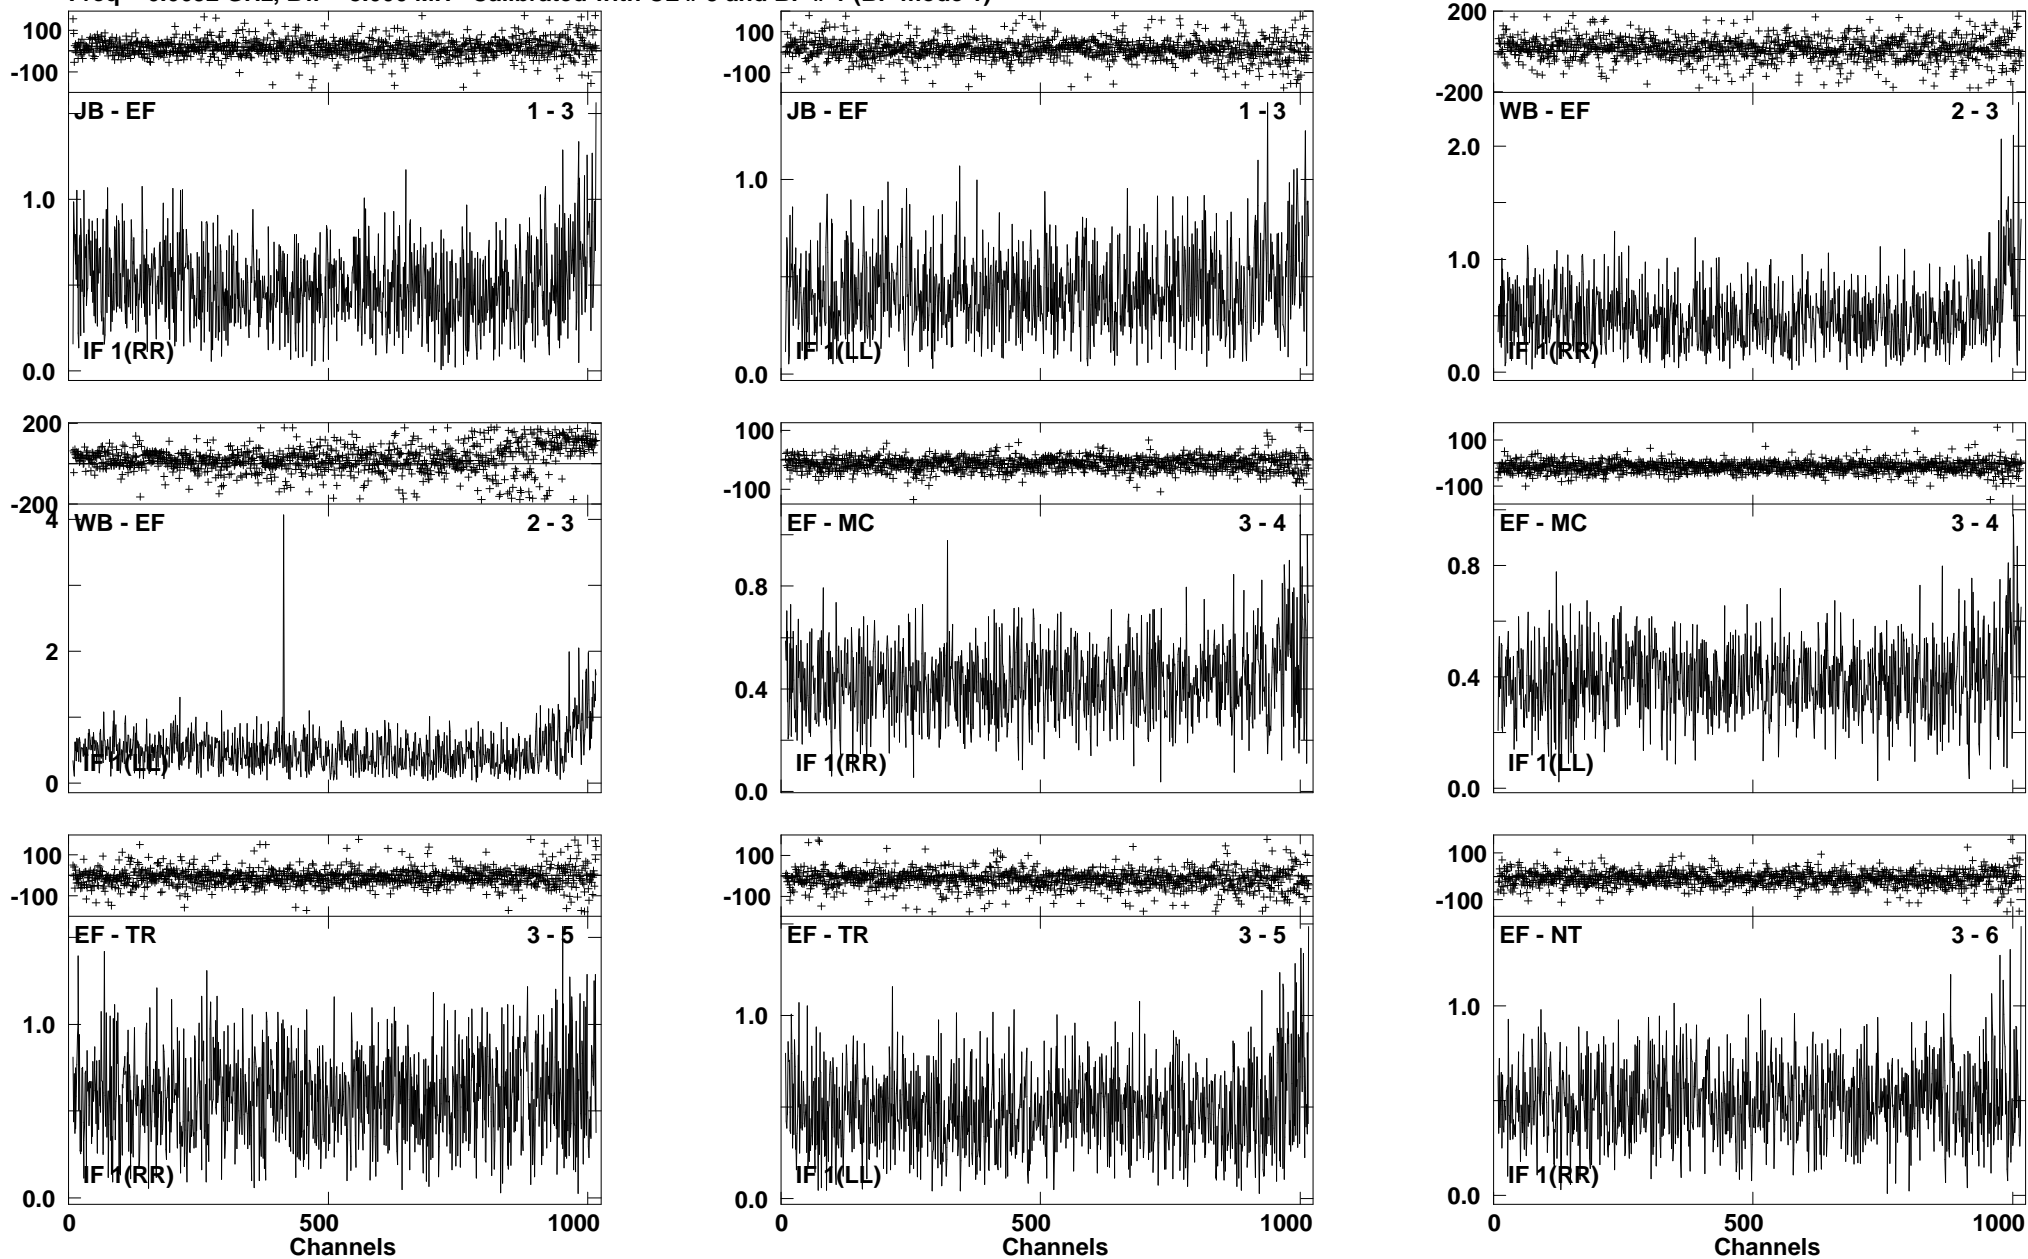 100 100 200
-100 -100 -200
JB - EF 1 - 3 JB - EF 1 - 3 WB - EF 2 - 3
2.0
1.0 1.0 1.0
IF 1(RR) IF 1(LL) IF 1(RR)
0.0 0.0 0.0
200 100 100
-200 -100 -100
WB - EF 2 - 3 EF - MC 3 - 4 EF - MC 3 - 4
4 0.8 0.8
2 0.4 0.4
IF 1(LL) IF 1(RR) IF 1(LL)
0 0.0 0.0
100 100 100
-100 -100 -100
EF - TR 3 - 5 EF - TR 3 - 5 EF - NT 3 - 6
1.0 1.0 1.0
IF 1(RR) IF 1(LL) IF 1(RR)
0.0 0.0 0.0
0 500 1000 0 500 1000 0 500 1000
Channels Channels Channels